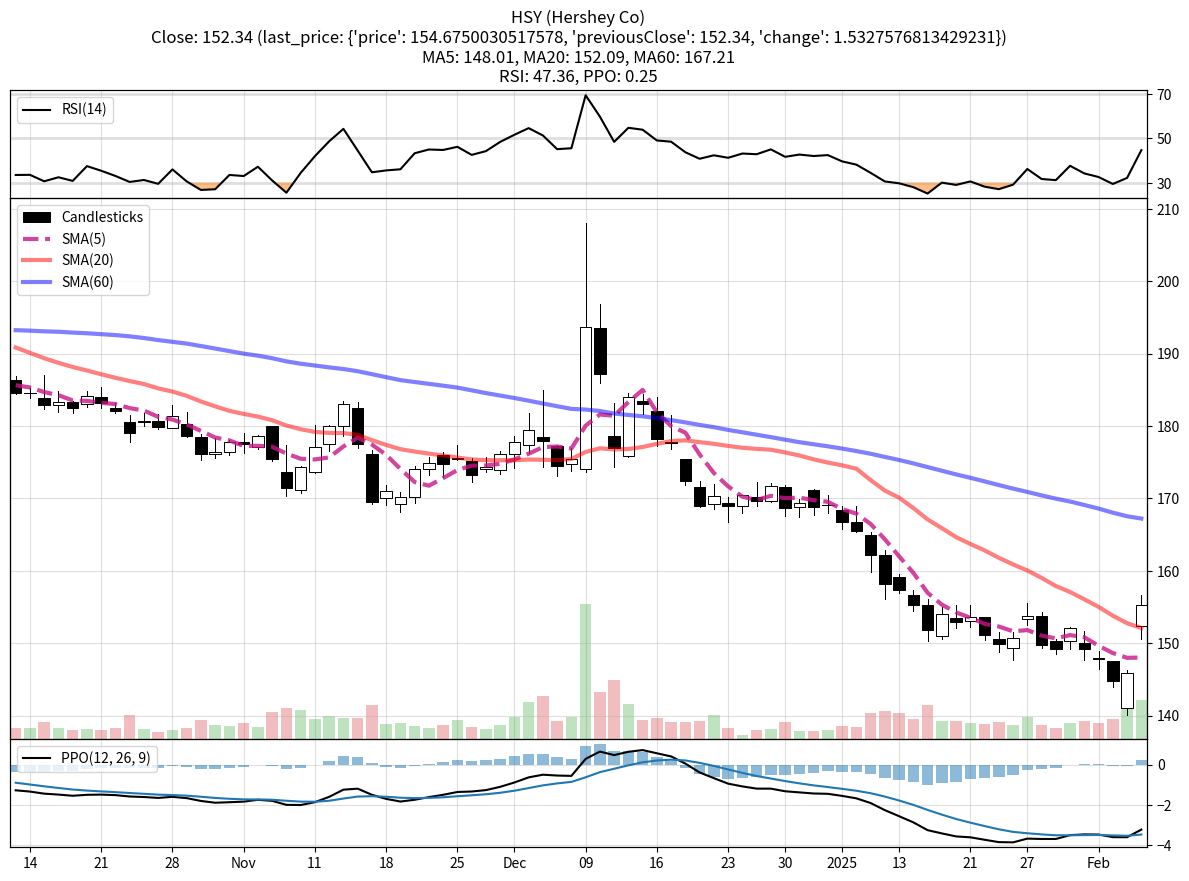 HSY (Hershey Co)
Close: 152.34 (last_price: {'price': 154.6750030517578, 'previousClose': 152.34, 'change': 1.5327576813429231})
MA5: 148.01, MA20: 152.09, MA60: 167.21
RSI: 47.36, PPO: 0.25
RSI(14)
70
50
30
Candlesticks
SMA(5)
SMA(20)
SMA(60)
210
200
190
180
170
160
150
140
PPO(12, 26, 9)
0
−2
−4
14 21 28 Nov 11 18 25 Dec 09 16 23 30 2025 13 21 27 Feb